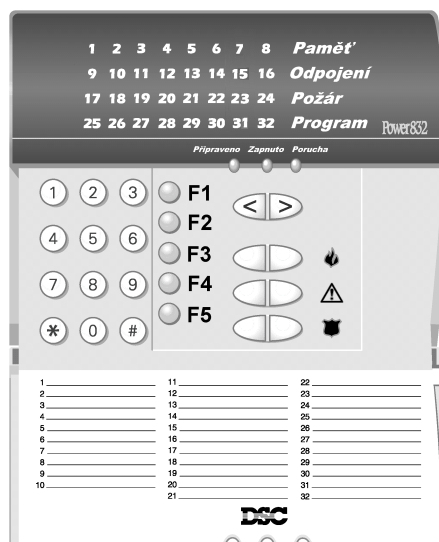 1 2 3 4 5 6 7 8 Paměť
9 10 11 12 13 14 15 16 Odpojení
17 18 19 20 21 22 23 24 Požár
25 26 27 28 29 30 31 32 Program Power832
Připraveno Zapnuto Porucha
1 2 3 F1
F2
4 5 6 F3
7 8 9 F4
* 0 # F5
< >
1 11 22
2 12 23
3 13 24
4 14 25
5 15 26
6 16 27
7 17 28
8 18 29
9 19 30
10 20 31
21 32
DSC